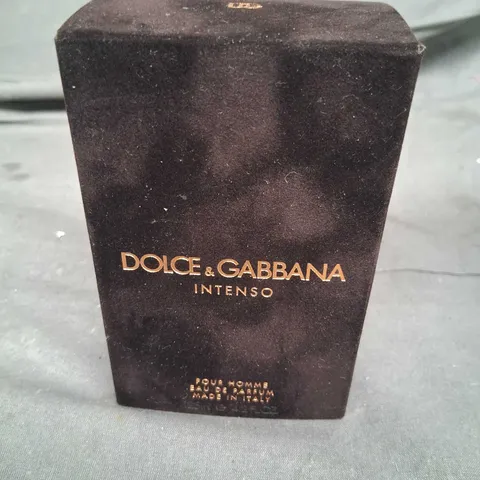 DOLCE & GABBANA
INTENSO
POUR HOMME
EAU DE PARFUM
MADE IN ITALY